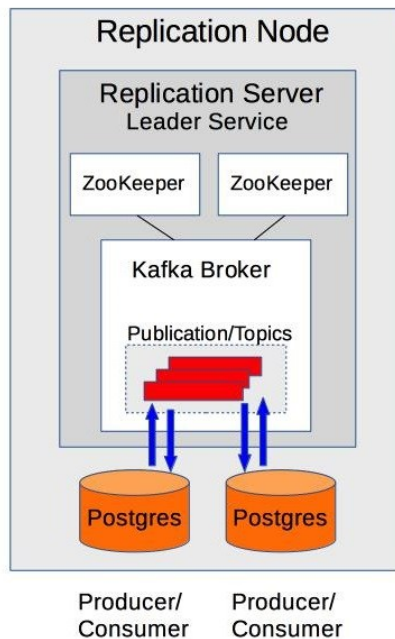 Replication Node
Replication Server
Leader Service
ZooKeeper
ZooKeeper
Kafka Broker
Publication/Topics
Postgres
Postgres
Producer/
Consumer
Producer/
Consumer